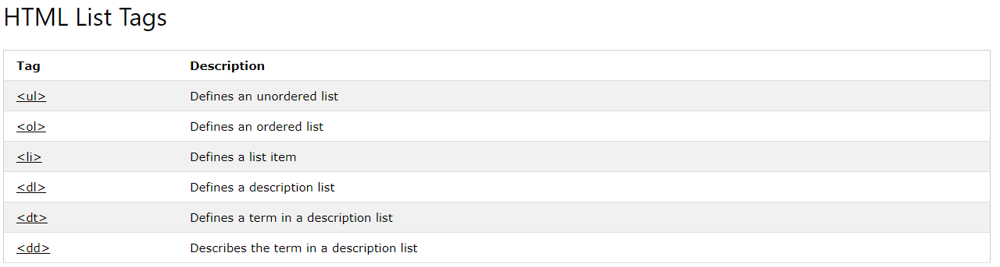 HTML List Tags
Tag Description
<ul> Defines an unordered list
<ol> Defines an ordered list
<li> Defines a list item
<dl> Defines a description list
<dt> Defines a term in a description list
<dd> Describes the term in a description list